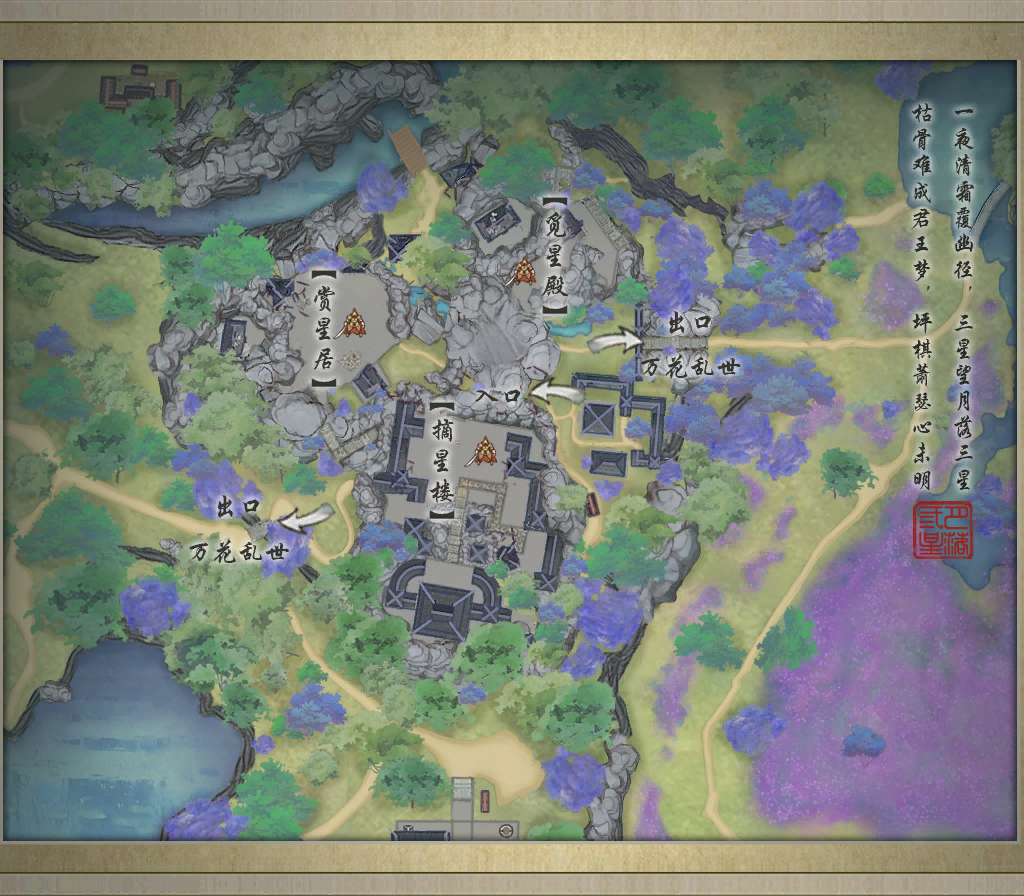 一夜清霜覆幽径，三星望月落三星
枯骨难成君王梦，坪棋萧瑟心未明
【觅星殿】
【赏星居】
出口
万花乱世
入口
【摘星楼】
出口
万花乱世